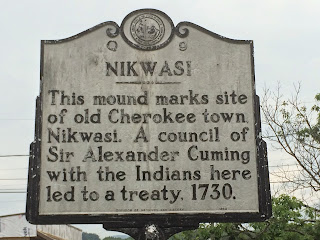 Q 9
NIKWASI
This mound marks site
of old Cherokee town,
Nikwasi. A council of
Sir Alexander Cuming
with the Indians here
led to a treaty, 1730.